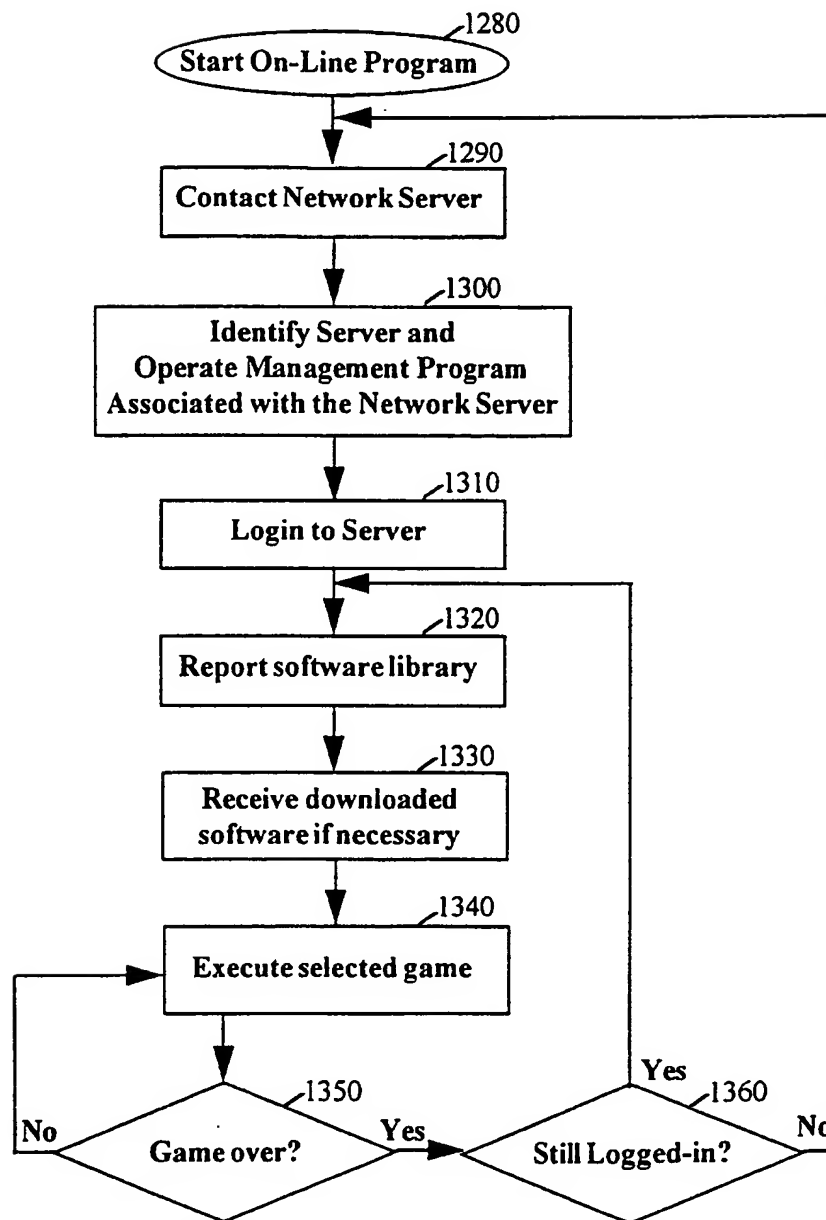 1280
Start On-Line Program
1290
Contact Network Server
1300
Identify Server and
Operate Management Program
Associated with the Network Server
1310
Login to Server
1320
Report software library
1330
Receive downloaded
software if necessary
1340
Execute selected game
1350
No
Game over?
Yes
Yes
1360
Still Logged-in?
No